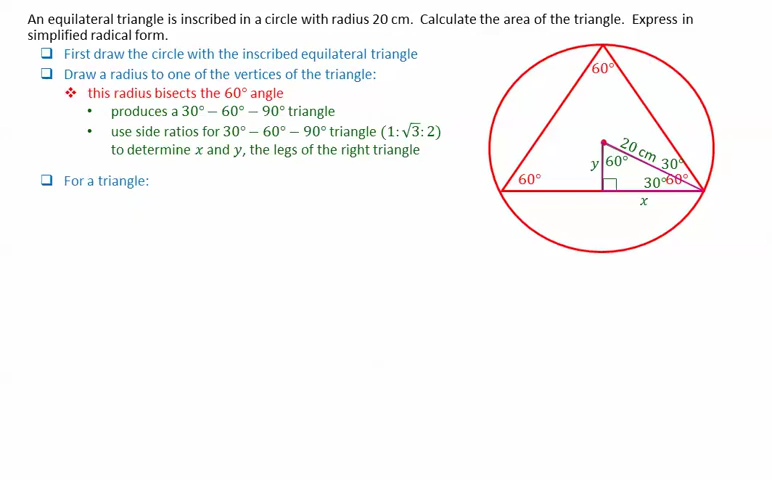 An equilateral triangle is inscribed in a circle with radius 20 cm. Calculate the area of the triangle. Express in
simplified radical form.
❑ First draw the circle with the inscribed equilateral triangle
❑ Draw a radius to one of the vertices of the triangle:
❖ this radius bisects the 60° angle
• produces a 30° – 60° – 90° triangle
• use side ratios for 30° – 60° – 90° triangle (1: √3: 2)
to determine x and y, the legs of the right triangle
❑ For a triangle:
60°
20 cm
y 60° 30°
60° 30° 60°
x